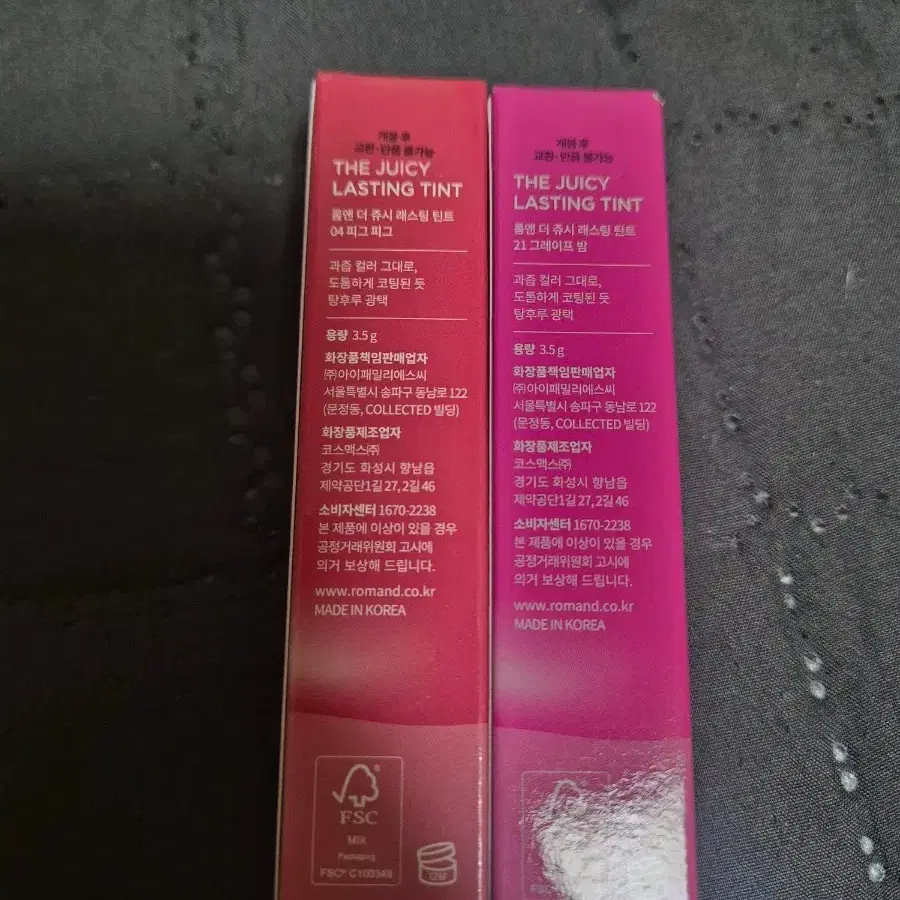 개봉 후
교환·반품 불가능
THE JUICY
LASTING TINT
롬앤 더 쥬시 래스팅 틴트
04 피그 피그
과즙 컬러 그대로,
도톰하게 코팅된 듯
탕후루 광택
용량 3.5 g
화장품책임판매업자
㈜아이패밀리에스씨
서울특별시 송파구 동남로 122
(문정동, COLLECTED 빌딩)
화장품제조업자
코스맥스㈜
경기도 화성시 향남읍
제약공단1길 27, 2길 46
소비자센터 1670-2238
본 제품에 이상이 있을 경우
공정거래위원회 고시에
의거 보상해 드립니다.
www.romand.co.kr
MADE IN KOREA
FSC
MIX
Packaging
FSC® C103348
12M
개봉 후
교환·반품 불가능
THE JUICY
LASTING TINT
롬앤 더 쥬시 래스팅 틴트
21 그레이프 밤
과즙 컬러 그대로,
도톰하게 코팅된 듯
탕후루 광택
용량 3.5 g
화장품책임판매업자
㈜아이패밀리에스씨
서울특별시 송파구 동남로 122
(문정동, COLLECTED 빌딩)
화장품제조업자
코스맥스㈜
경기도 화성시 향남읍
제약공단1길 27, 2길 46
소비자센터 1670-2238
본 제품에 이상이 있을 경우
공정거래위원회 고시에
의거 보상해 드립니다.
www.romand.co.kr
MADE IN KOREA